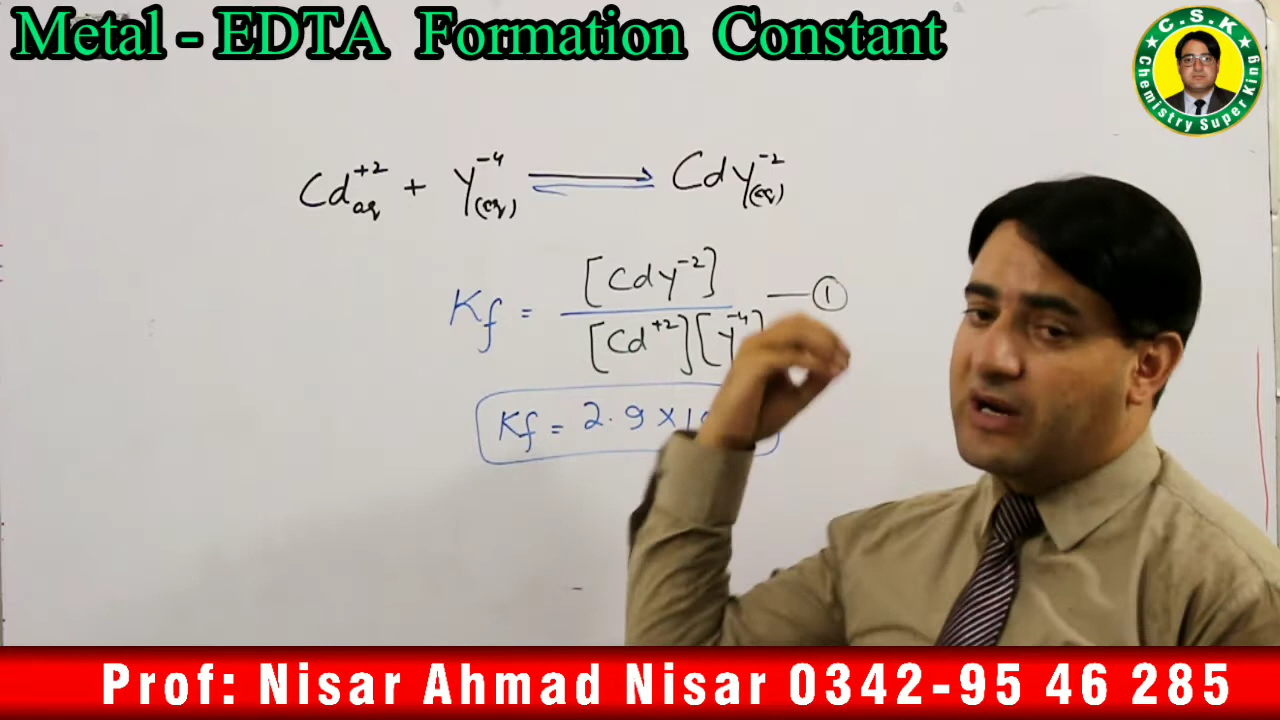 Metal - EDTA Formation Constant
C.S.K
Chemistry Super King
Cd⁺²aq + Y⁻⁴(aq) ⇌ CdY⁻²(aq)
Kf = [CdY⁻²] / [Cd⁺²][Y⁻⁴] — ①
Kf = 2.9 × 1
Prof: Nisar Ahmad Nisar 0342-95 46 285